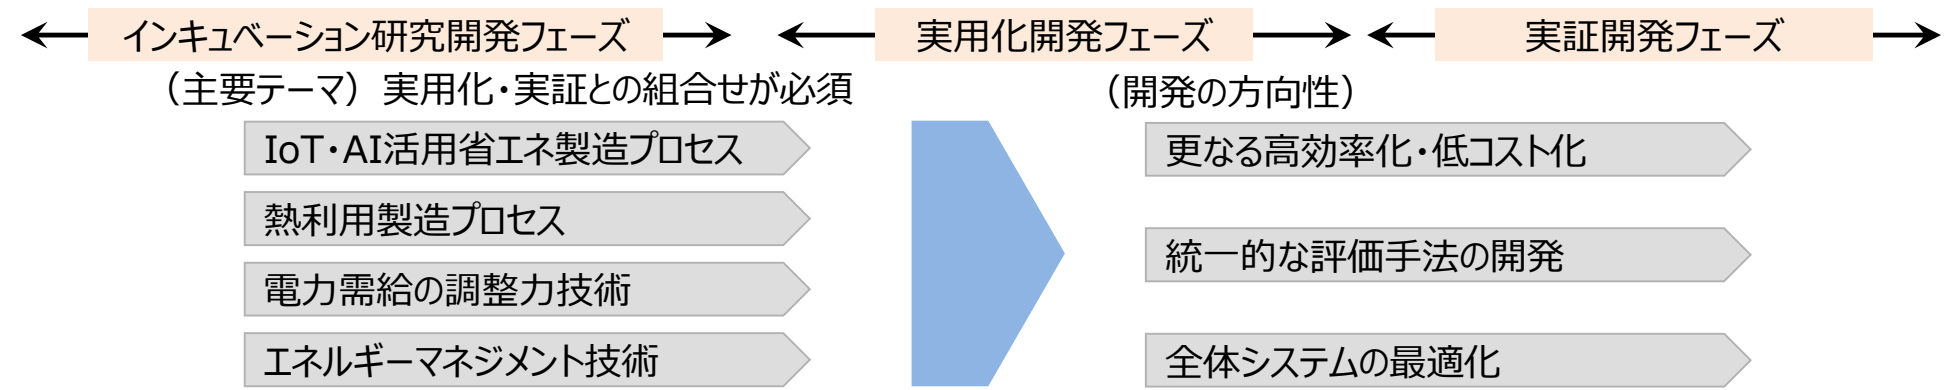 インキュベーション研究開発フェーズ
実用化開発フェーズ
実証開発フェーズ
（主要テーマ）実用化・実証との組合せが必須
（開発の方向性）
IoT・AI活用省エネ製造プロセス
熱利用製造プロセス
電力需給の調整力技術
エネルギーマネジメント技術
更なる高効率化・低コスト化
統一的な評価手法の開発
全体システムの最適化